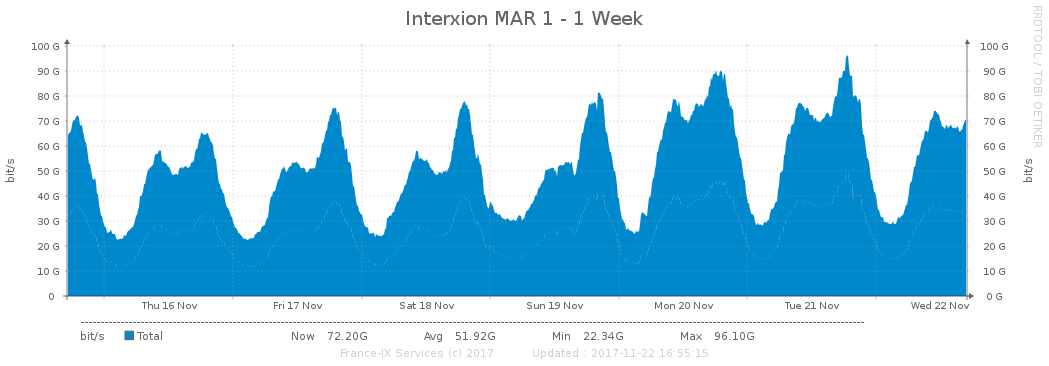 Interxion MAR 1 - 1 Week
RRDTOOL / TOBI OETIKER
bit/s
100 G
90 G
80 G
70 G
60 G
50 G
40 G
30 G
20 G
10 G
0
100 G
90 G
80 G
70 G
60 G
50 G
40 G
30 G
20 G
10 G
0 G
bit/s
Thu 16 Nov Fri 17 Nov Sat 18 Nov Sun 19 Nov Mon 20 Nov Tue 21 Nov Wed 22 Nov
bit/s Total Now 72.20G Avg 51.92G Min 22.34G Max 96.10G
France-IX Services (c) 2017 Updated : 2017-11-22 16:55:15